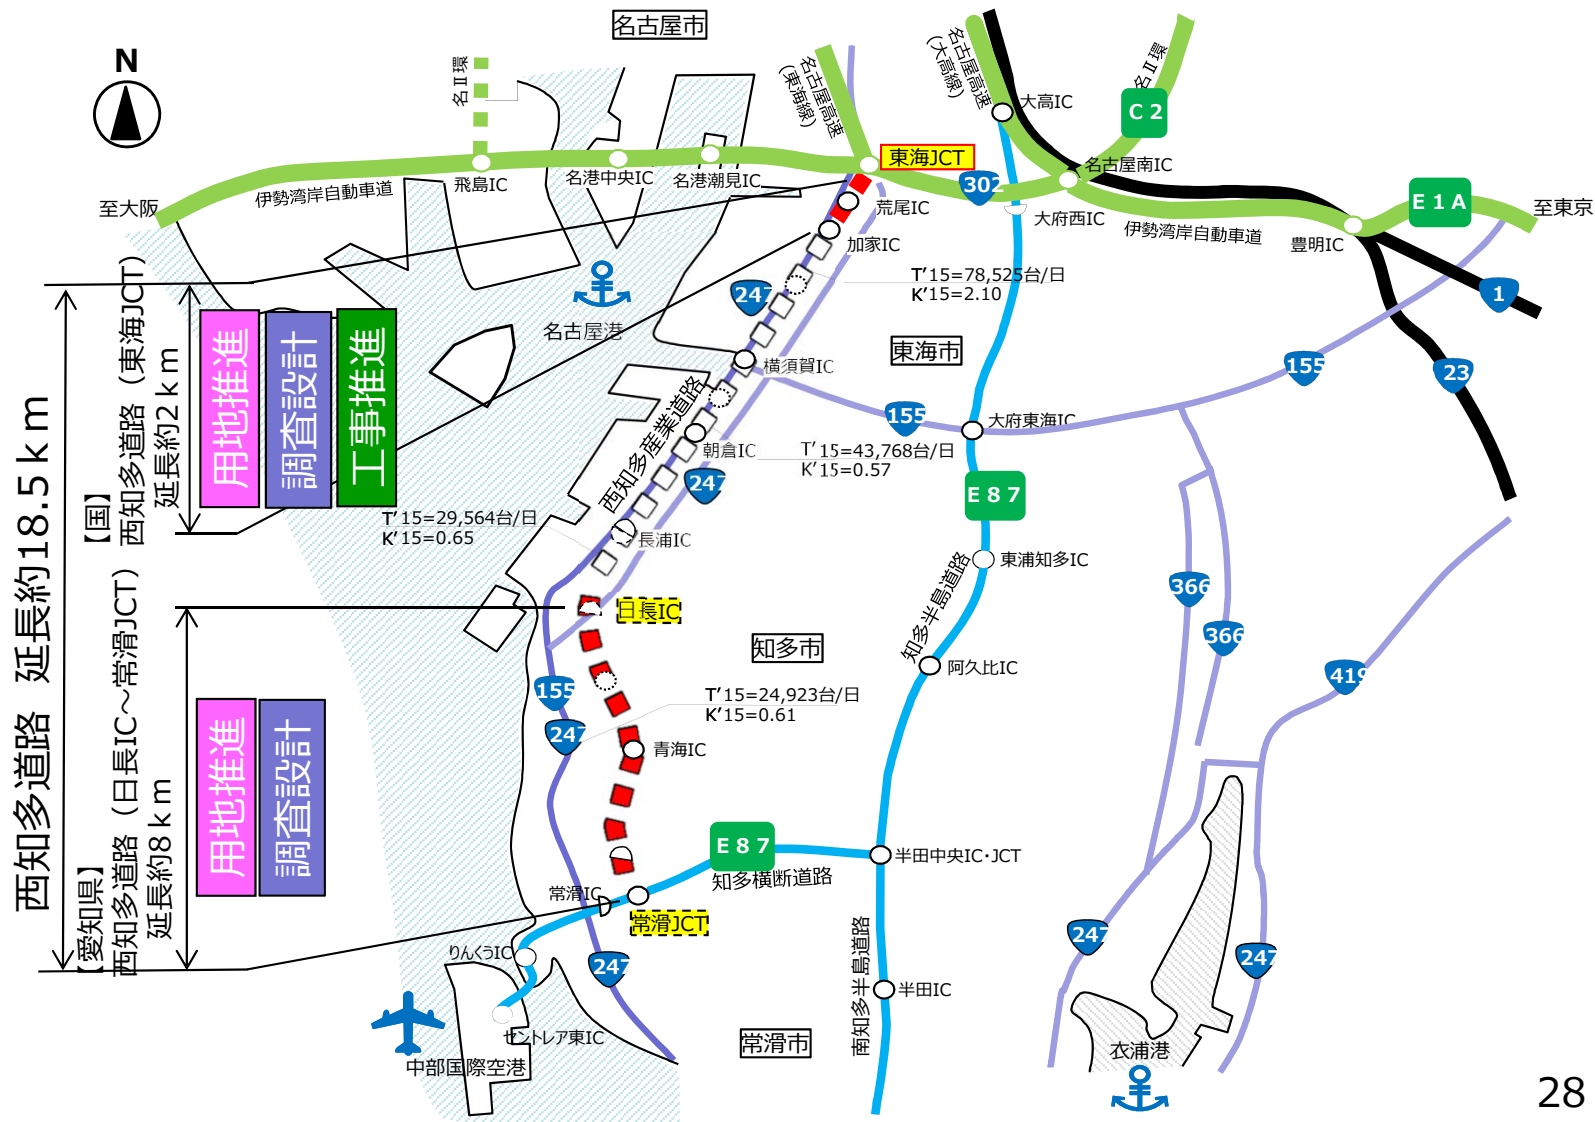 名古屋市
N
名Ⅱ環
名古屋高速
(東海線)
名古屋高速
(大高線)
大高IC
名Ⅱ環
C 2
東海JCT
名古屋南IC
302
E 1 A
至東京
至大阪
伊勢湾岸自動車道
飛島IC
名港中央IC
名港潮見IC
荒尾IC
大府西IC
伊勢湾岸自動車道
豊明IC
加家IC
T’15=78,525台/日
K’15=2.10
247
1
名古屋港
東海市
横須賀IC
155
23
西知多産業道路
155
大府東海IC
朝倉IC
T’15=43,768台/日
K’15=0.57
247
E 8 7
T’15=29,564台/日
K’15=0.65
長浦IC
東浦知多IC
知多半島道路
366
日長IC
366
知多市
阿久比IC
419
155
T’15=24,923台/日
K’15=0.61
247
青海IC
E 8 7
知多横断道路
半田中央IC・JCT
常滑IC
常滑JCT
247
りんくうIC
247
247
南知多半島道路
半田IC
セントレア東IC
中部国際空港
常滑市
衣浦港
西知多道路 延長約18.5ｋｍ
【国】
西知多道路（東海JCT）
延長約2ｋｍ
用地推進
調査設計
工事推進
【愛知県】
西知多道路（日長IC～常滑JCT）
延長約8ｋｍ
用地推進
調査設計
28